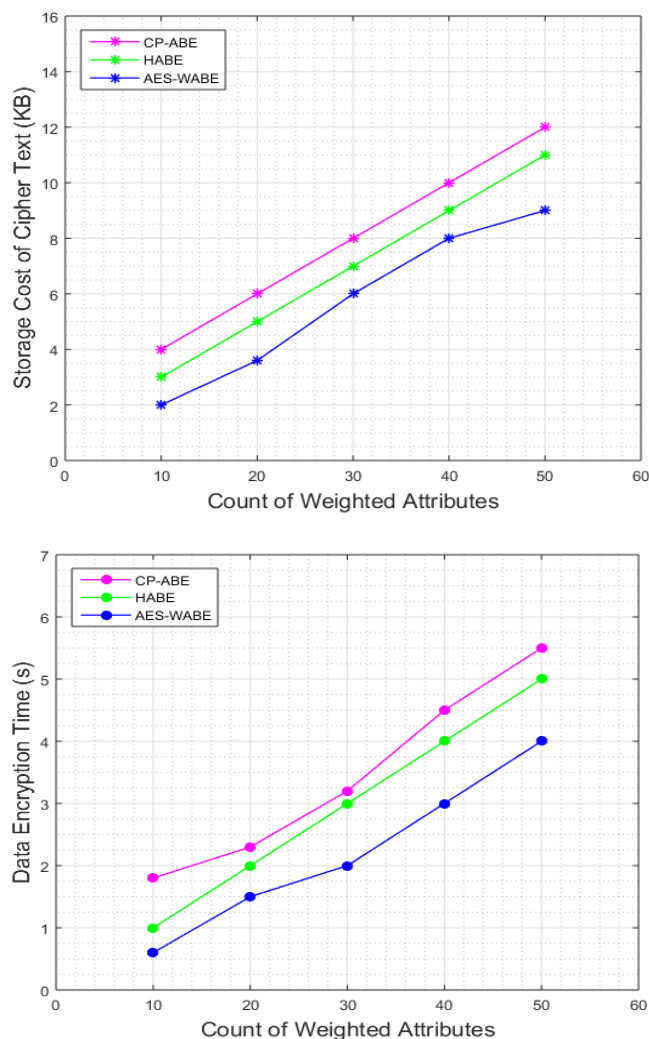 16
14
12
10
8
6
4
2
0
CP-ABE
HABE
AES-WABE
Storage Cost of Cipher Text (KB)
0 10 20 30 40 50 60
Count of Weighted Attributes
7
6
5
4
3
2
1
0
CP-ABE
HABE
AES-WABE
Data Encryption Time (s)
0 10 20 30 40 50 60
Count of Weighted Attributes